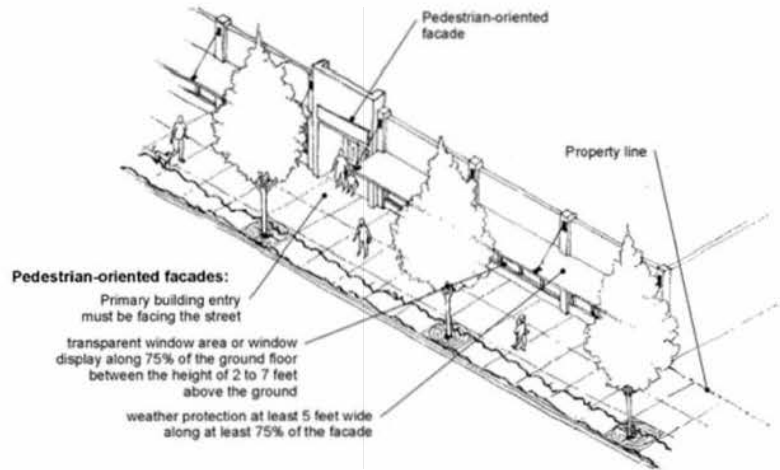 Pedestrian-oriented
facade
Property line
Pedestrian-oriented facades:
Primary building entry
must be facing the street
transparent window area or window
display along 75% of the ground floor
between the height of 2 to 7 feet
above the ground
weather protection at least 5 feet wide
along at least 75% of the facade